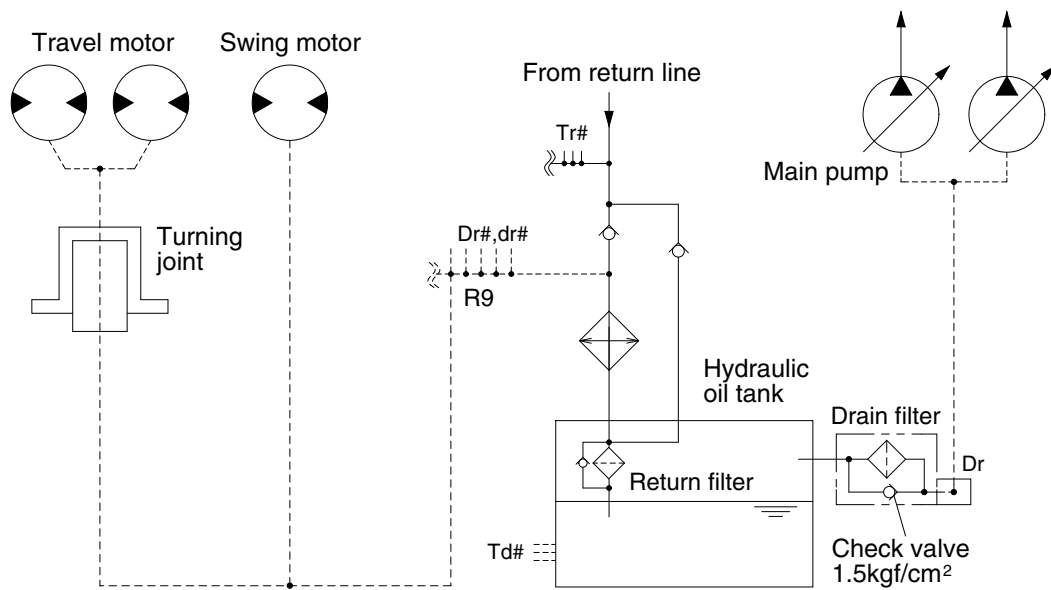 Travel motor
Swing motor
From return line
Tr#
Main pump
Turning
joint
Dr#,dr#
R9
Hydraulic
oil tank
Drain filter
Dr
Return filter
Td#
Check valve
1.5kgf/cm²